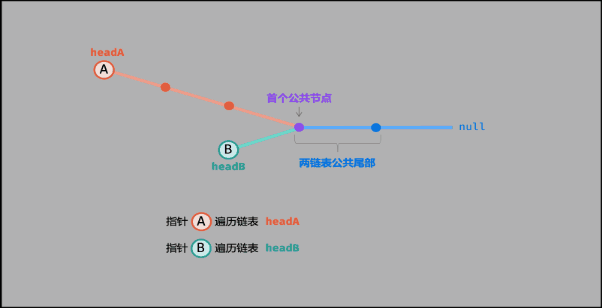 headA
A
首个公共节点
null
B
headB
两链表公共尾部
指针 A 遍历链表 headA
指针 B 遍历链表 headB